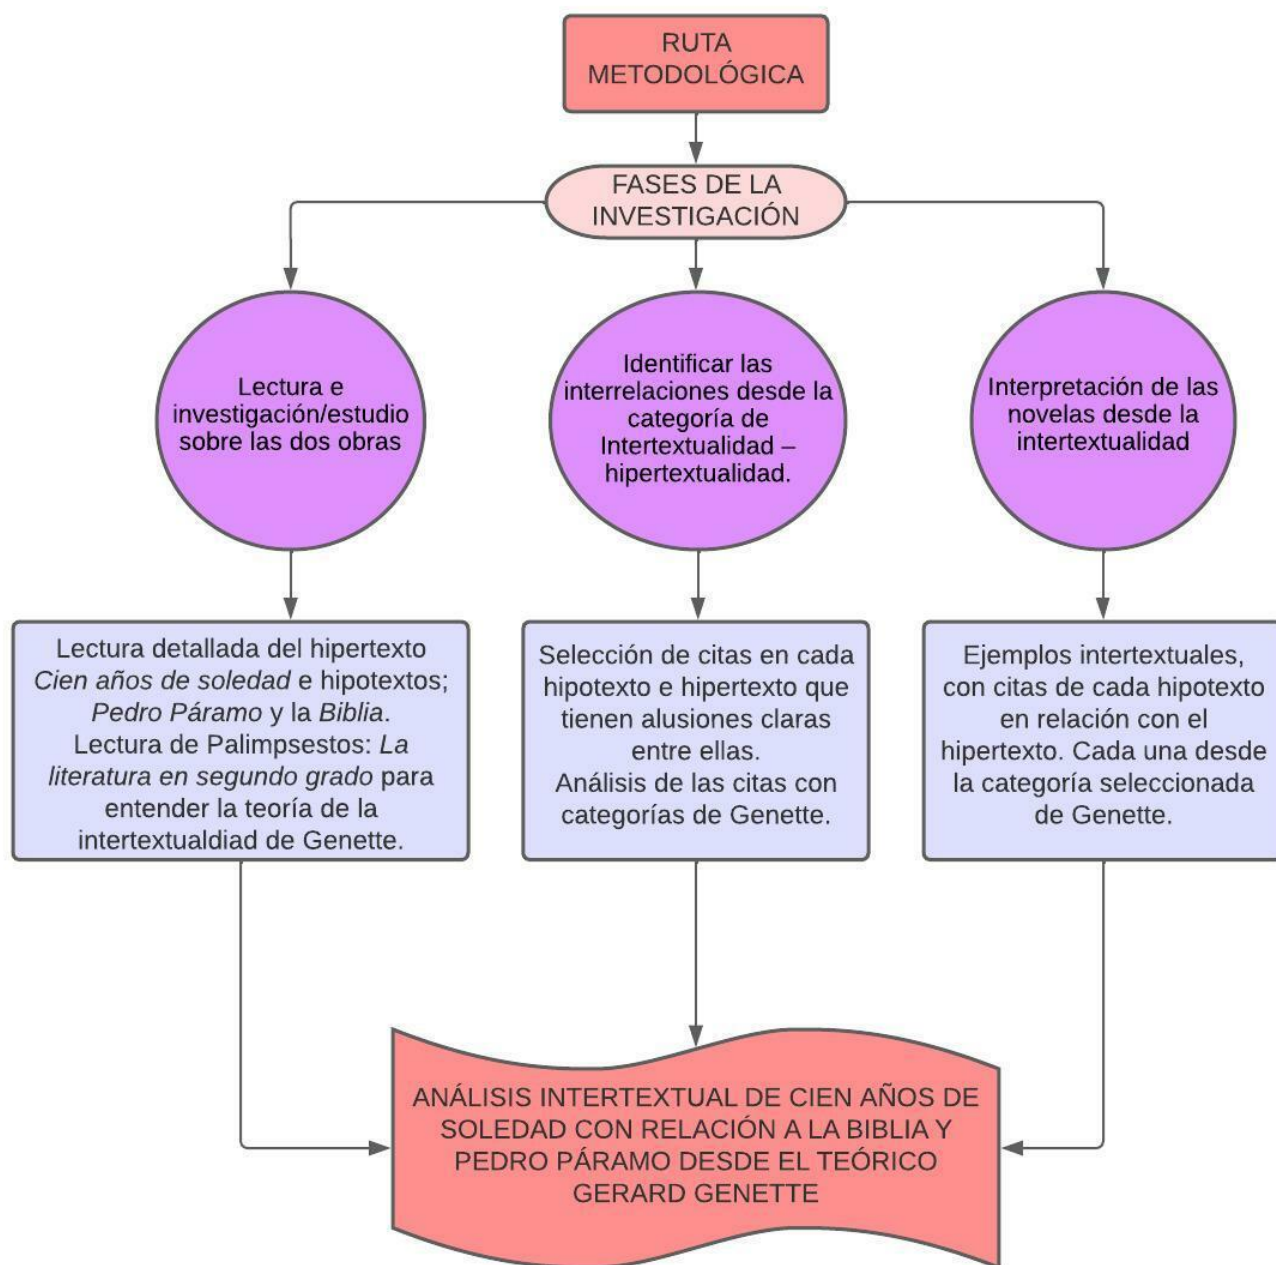 RUTA
METODOLÓGICA
FASES DE LA
INVESTIGACIÓN
Lectura e
investigación/estudio
sobre las dos obras
Identificar las
interrelaciones desde la
categoría de
Intertextualidad –
hipertextualidad.
Interpretación de las
novelas desde la
intertextualidad
Lectura detallada del hipertexto
Cien años de soledad e hipotextos;
Pedro Páramo y la Biblia.
Lectura de Palimpsestos: La
literatura en segundo grado para
entender la teoría de la
intertextualdiad de Genette.
Selección de citas en cada
hipotexto e hipertexto que
tienen alusiones claras
entre ellas.
Análisis de las citas con
categorías de Genette.
Ejemplos intertextuales,
con citas de cada hipotexto
en relación con el
hipertexto. Cada una desde
la categoría seleccionada
de Genette.
ANÁLISIS INTERTEXTUAL DE CIEN AÑOS DE
SOLEDAD CON RELACIÓN A LA BIBLIA Y
PEDRO PÁRAMO DESDE EL TEÓRICO
GERARD GENETTE